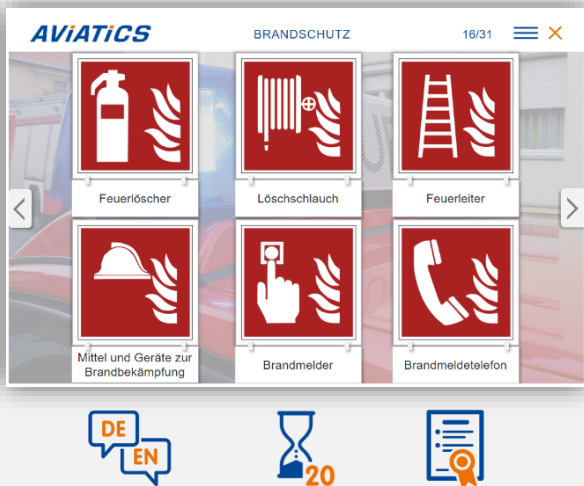 AViATiCS
BRANDSCHUTZ
16/31
Feuerlöscher
Löschschlauch
Feuerleiter
Mittel und Geräte zur
Brandbekämpfung
Brandmelder
Brandmeldetelefon
DE
EN
20